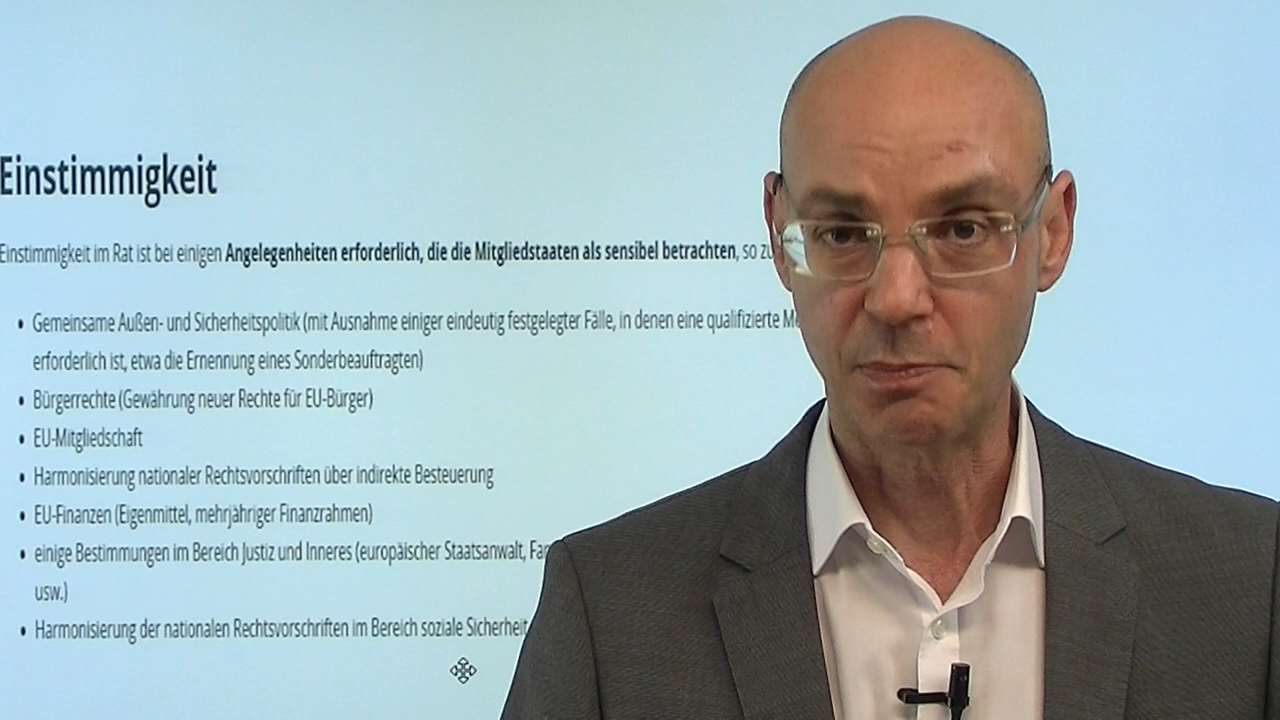 Einstimmigkeit
Einstimmigkeit im Rat ist bei einigen Angelegenheiten erforderlich, die die Mitgliedstaaten als sensibel betrachten, so
• Gemeinsame Außen- und Sicherheitspolitik (mit Ausnahme einiger eindeutig festgelegter Fälle, in denen eine qualifizierte
erforderlich ist, etwa die Ernennung eines Sonderbeauftragten)
• Bürgerrechte (Gewährung neuer Rechte für EU-Bürger)
• EU-Mitgliedschaft
• Harmonisierung nationaler Rechtsvorschriften über indirekte Besteuerung
• EU-Finanzen (Eigenmittel, mehrjähriger Finanzrahmen)
• einige Bestimmungen im Bereich Justiz und Inneres (europäischer Staatsanwalt,
usw.)
• Harmonisierung der nationalen Rechtsvorschriften im Bereich soziale Sicherheit